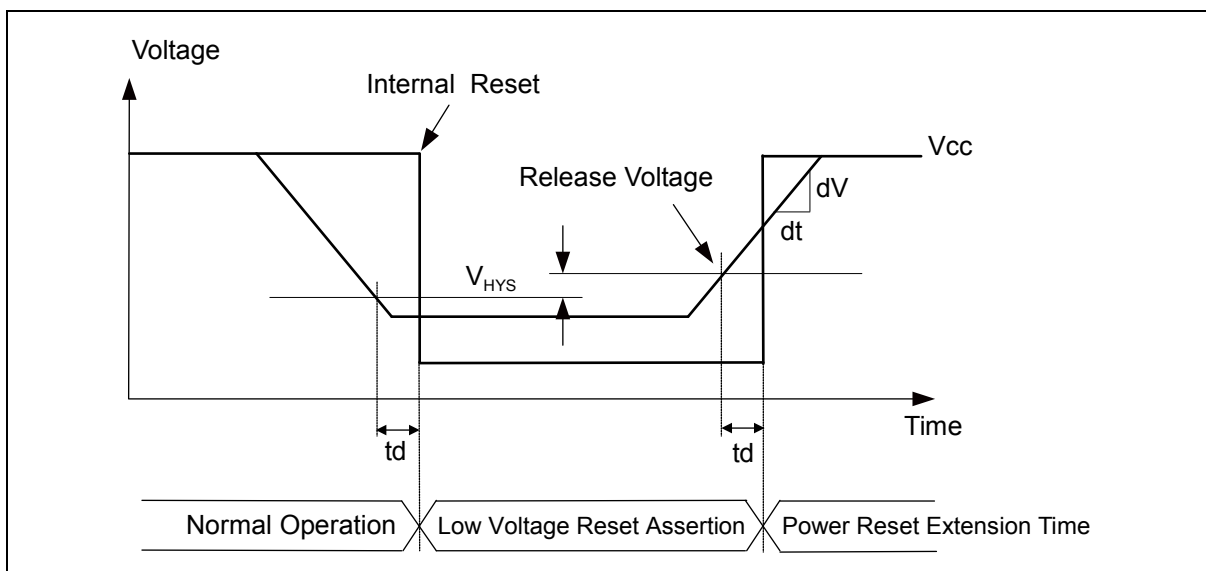 Voltage
Internal Reset
Vcc
Release Voltage
dV
dt
VHYS
Time
td
td
Normal Operation
Low Voltage Reset Assertion
Power Reset Extension Time